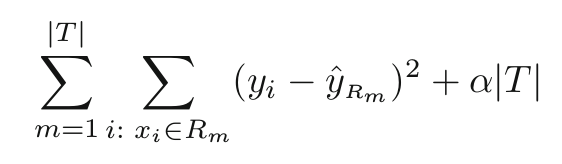 $$\sum_{m=1}^{|T|} \sum_{i:\ x_i \in R_m} (y_i - \hat{y}_{R_m})^2 + \alpha|T|$$